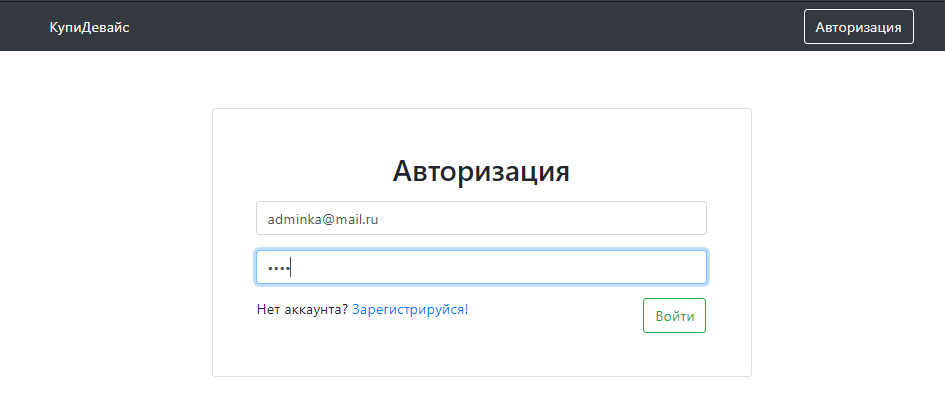 КупиДевайс
Авторизация
Авторизация
adminka@mail.ru
••••
Нет аккаунта? Зарегистрируйся!
Войти